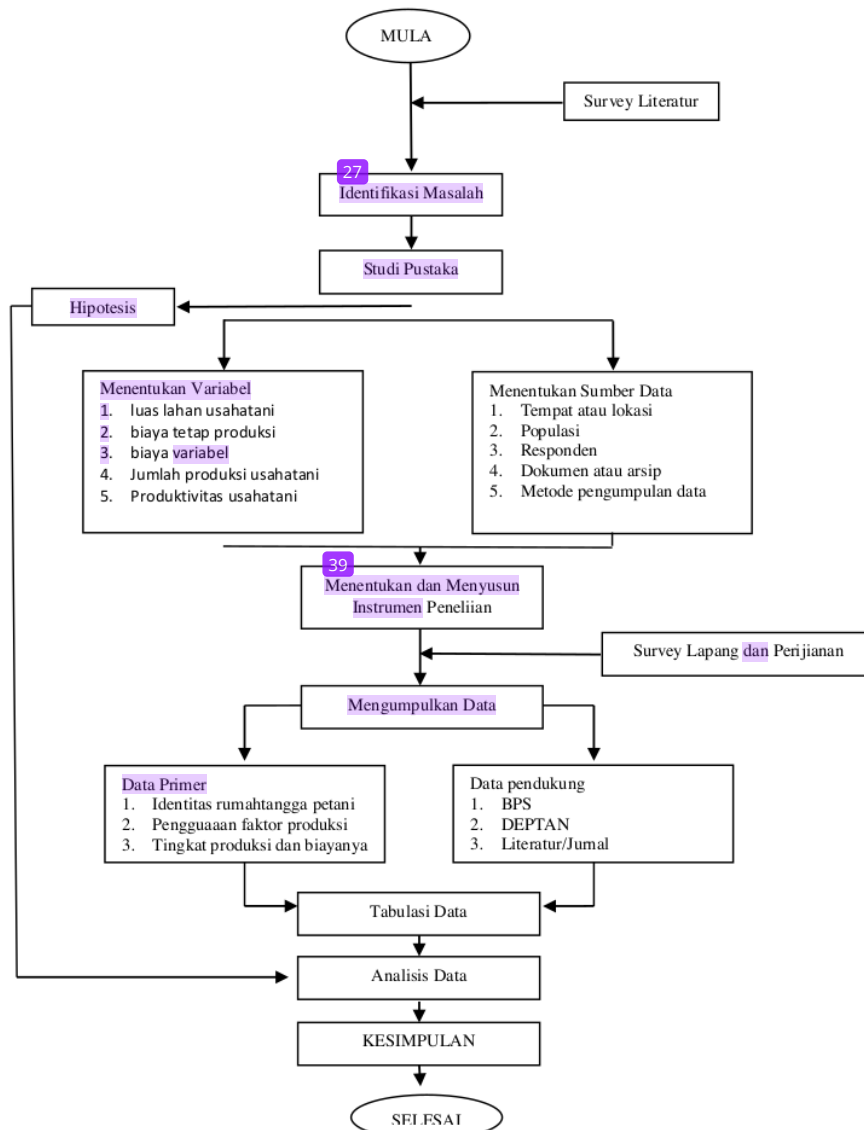 MULA
Survey Literatur
27
Identifikasi Masalah
Studi Pustaka
Hipotesis
Menentukan Variabel
1. luas lahan usahatani
2. biaya tetap produksi
3. biaya variabel
4. Jumlah produksi usahatani
5. Produktivitas usahatani
Menentukan Sumber Data
1. Tempat atau lokasi
2. Populasi
3. Responden
4. Dokumen atau arsip
5. Metode pengumpulan data
39
Menentukan dan Menyusun
Instrumen Peneliian
Survey Lapang dan Perijianan
Mengumpulkan Data
Data Primer
1. Identitas rumahtangga petani
2. Pengguaaan faktor produksi
3. Tingkat produksi dan biayanya
Data pendukung
1. BPS
2. DEPTAN
3. Literatur/Jurnal
Tabulasi Data
Analisis Data
KESIMPULAN
SELESAI